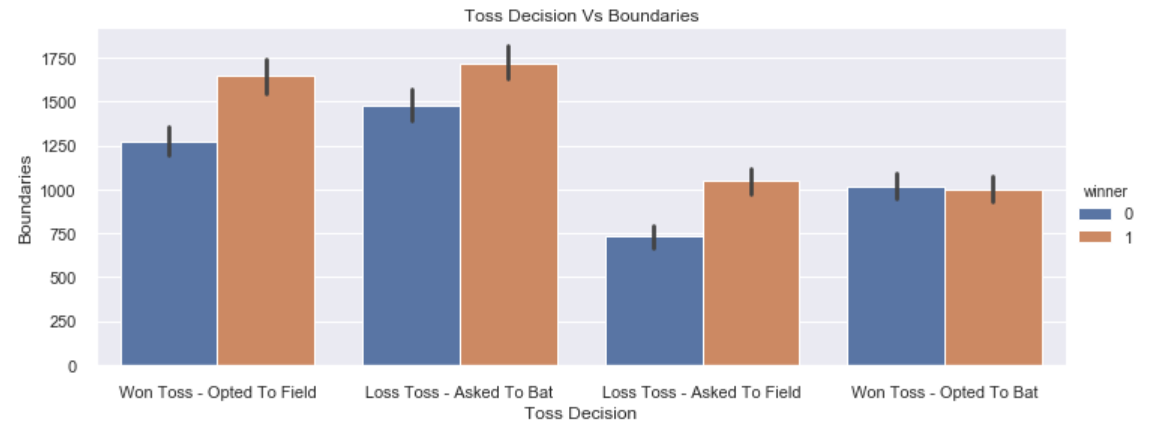 Toss Decision Vs Boundaries
Boundaries
1750
1500
1250
1000
750
500
250
0
Won Toss - Opted To Field
Loss Toss - Asked To Bat
Loss Toss - Asked To Field
Won Toss - Opted To Bat
Toss Decision
winner
0
1